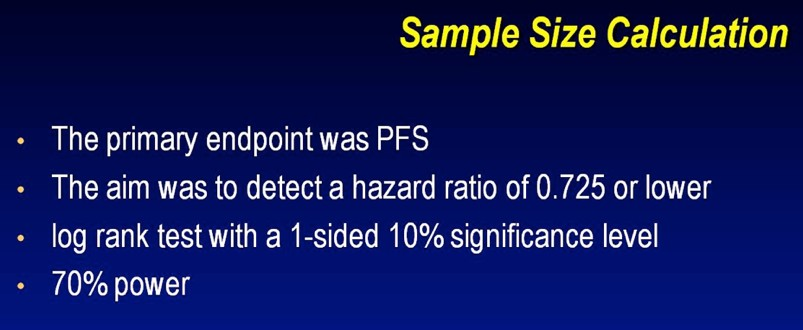 Sample Size Calculation
• The primary endpoint was PFS
• The aim was to detect a hazard ratio of 0.725 or lower
• log rank test with a 1-sided 10% significance level
• 70% power